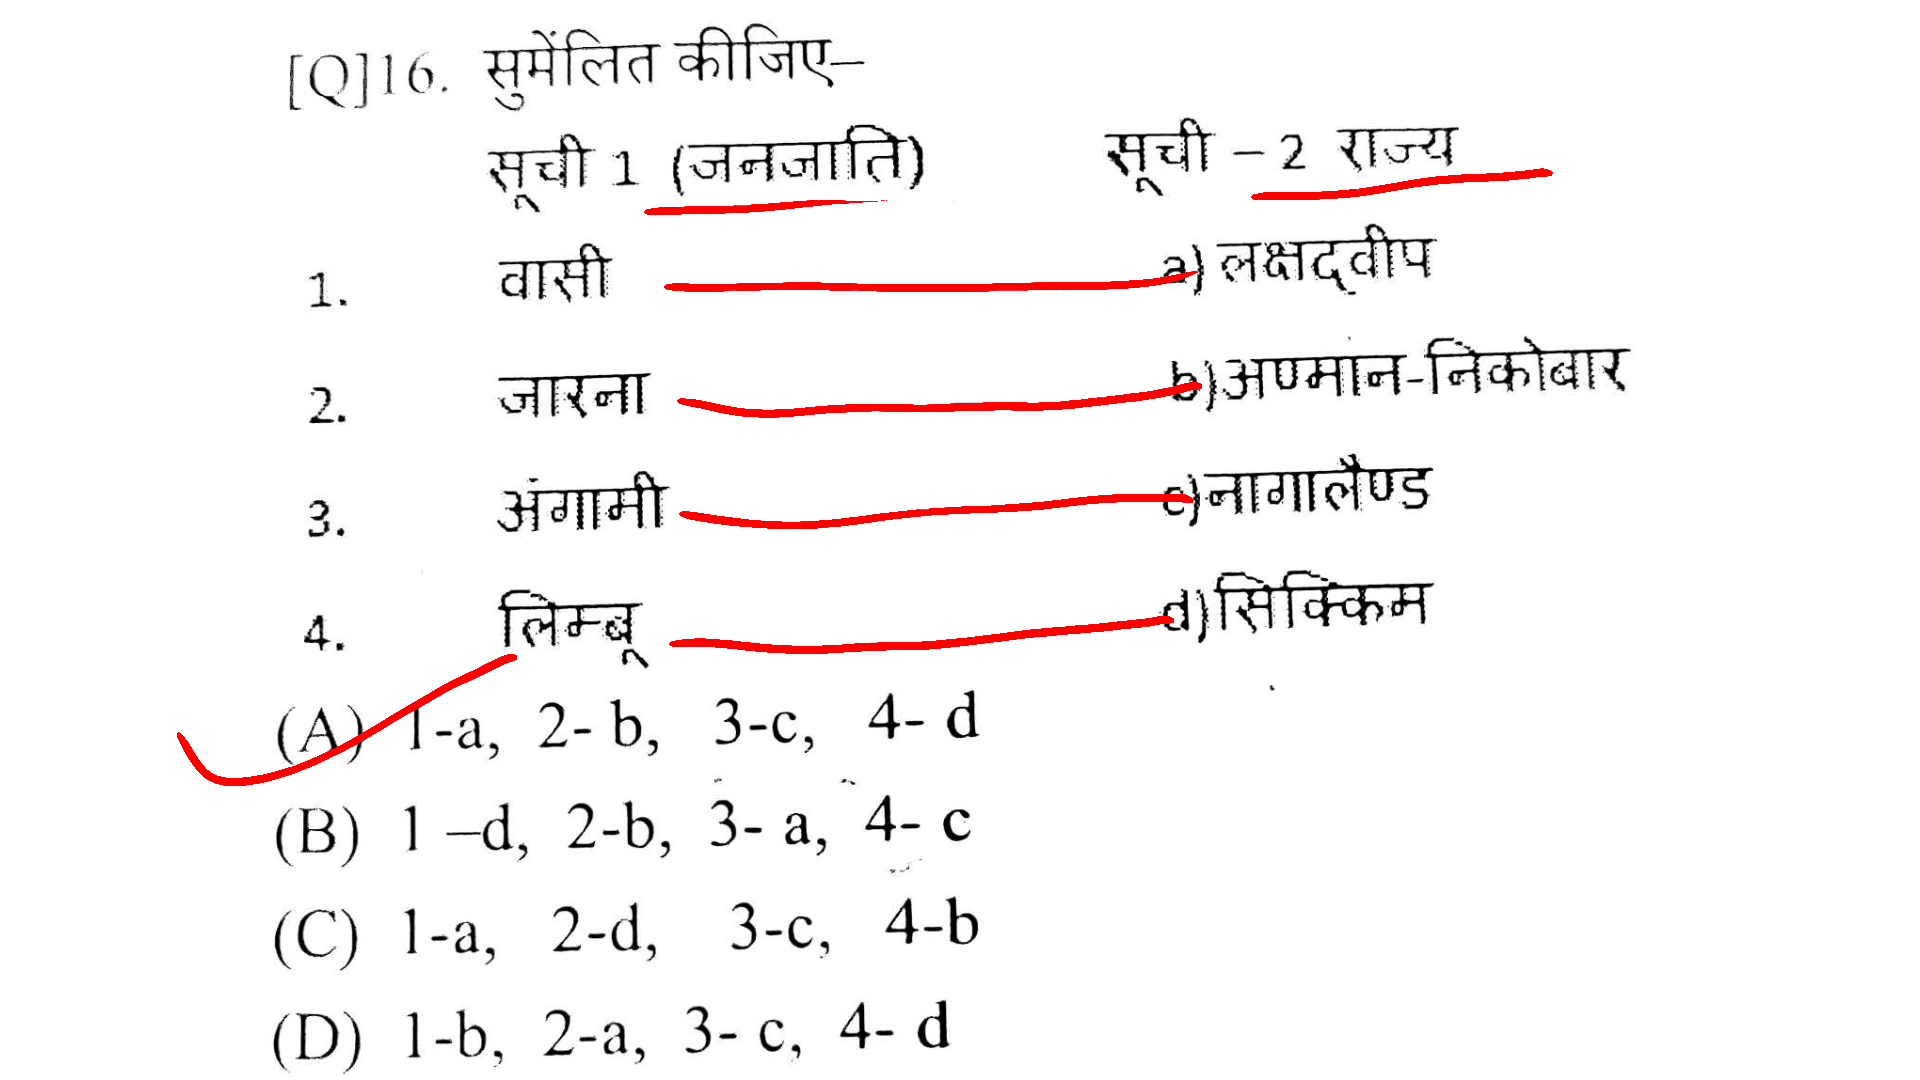 [Q]16. सुमेंलित कीजिए–
सूची 1 (जनजाति) सूची – 2 राज्य
1. वासी a) लक्षद्वीप
2. जारना b)अण्मान-निकोबार
3. अंगामी c)नागालैण्ड
4. लिम्बू d)सिक्किम
(A) 1-a, 2- b, 3-c, 4- d
(B) 1 –d, 2-b, 3- a, 4- c
(C) 1-a, 2-d, 3-c, 4-b
(D) 1-b, 2-a, 3- c, 4- d